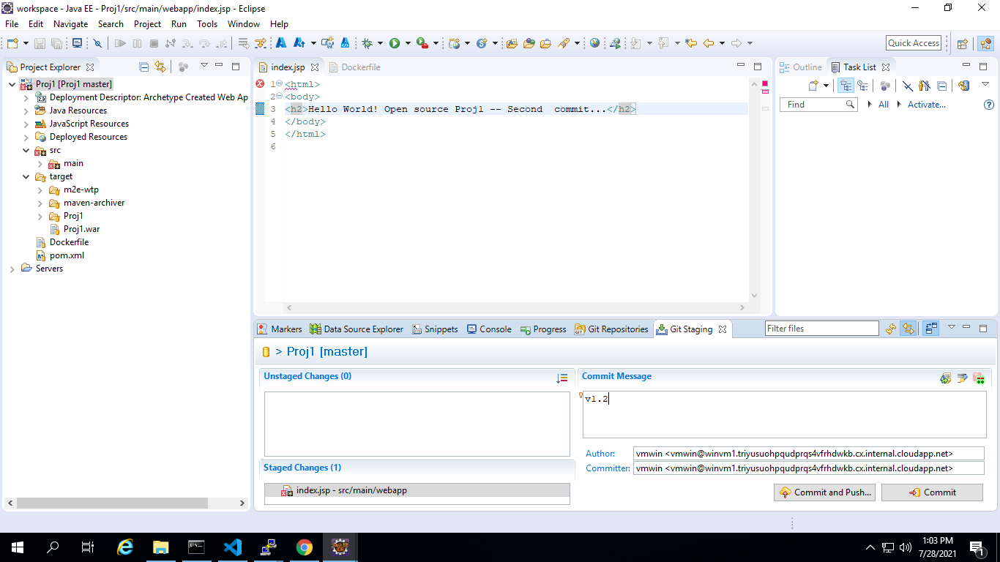 workspace - Java EE - Proj1/src/main/webapp/index.jsp - Eclipse
File Edit Navigate Search Project Run Tools Window Help
Quick Access
Project Explorer
Proj1 [Proj1 master]
Deployment Descriptor: Archetype Created Web Ap
Java Resources
JavaScript Resources
Deployed Resources
src
main
target
m2e-wtp
maven-archiver
Proj1
Proj1.war
Dockerfile
pom.xml
Servers
index.jsp Dockerfile
1 <html>
2 <body>
3 <h2>Hello World! Open source Proj1 -- Second  commit...</h2>
4 </body>
5 </html>
6
Outline Task List
Find All Activate...
Markers Data Source Explorer Snippets Console Progress Git Repositories Git Staging Filter files
> Proj1 [master]
Unstaged Changes (0)
Staged Changes (1)
index.jsp - src/main/webapp
Commit Message
v1.2
Author: vmwin <vmwin@winvm1.triyusuohpqudprqs4vfrhdwkb.cx.internal.cloudapp.net>
Committer: vmwin <vmwin@winvm1.triyusuohpqudprqs4vfrhdwkb.cx.internal.cloudapp.net>
Commit and Push... Commit
1:03 PM
7/28/2021
1